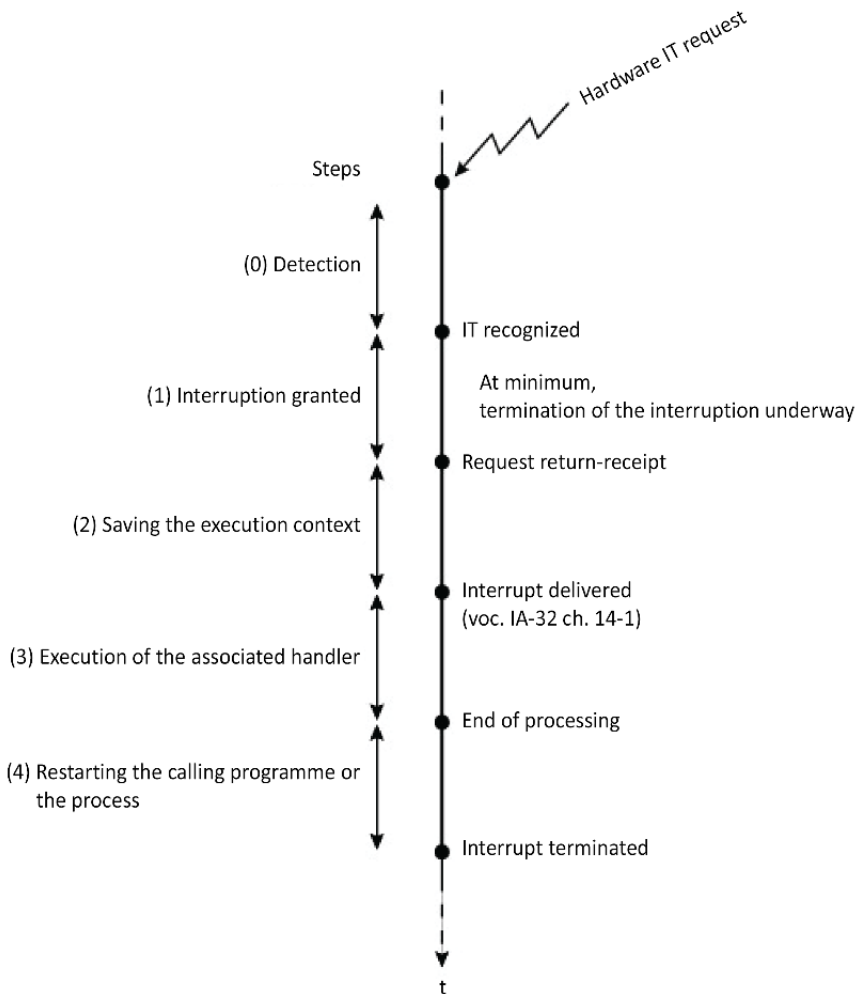 Hardware IT request
Steps
(0) Detection
IT recognized
(1) Interruption granted
At minimum,
termination of the interruption underway
Request return-receipt
(2) Saving the execution context
Interrupt delivered
(voc. IA-32 ch. 14-1)
(3) Execution of the associated handler
End of processing
(4) Restarting the calling programme or
the process
Interrupt terminated
t